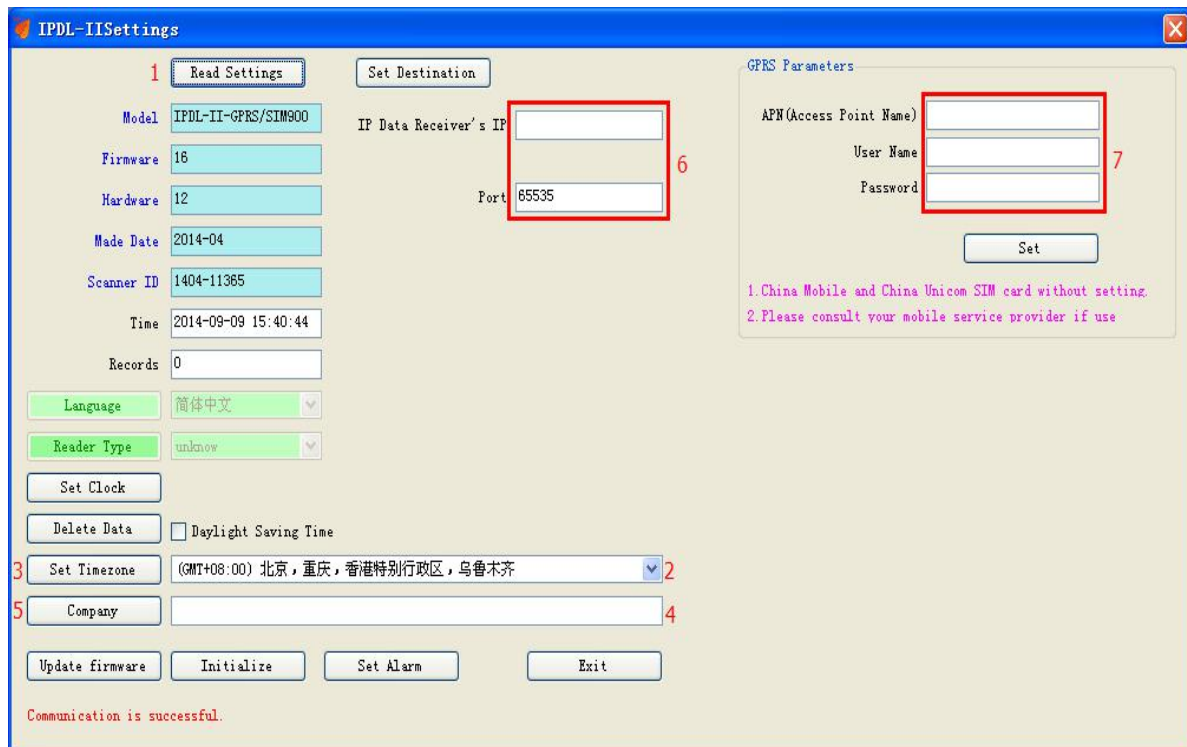 IPDL-IISettings
1 Read Settings
Set Destination
Model IPDL-II-GPRS/SIM900
Firmware 16
Hardware 12
Made Date 2014-04
Scanner ID 1404-11365
Time 2014-09-09 15:40:44
Records 0
Language 简体中文
Reader Type unknow
Set Clock
Delete Data
Daylight Saving Time
3 Set Timezone (GMT+08:00) 北京，重庆，香港特别行政区，乌鲁木齐 2
5 Company 4
Update firmware Initialize Set Alarm Exit
Communication is successful.
IP Data Receiver's IP
6
Port 65535
GPRS Parameters
APN(Access Point Name)
User Name
7
Password
Set
1.China Mobile and China Unicom SIM card without setting.
2.Please consult your mobile service provider if use